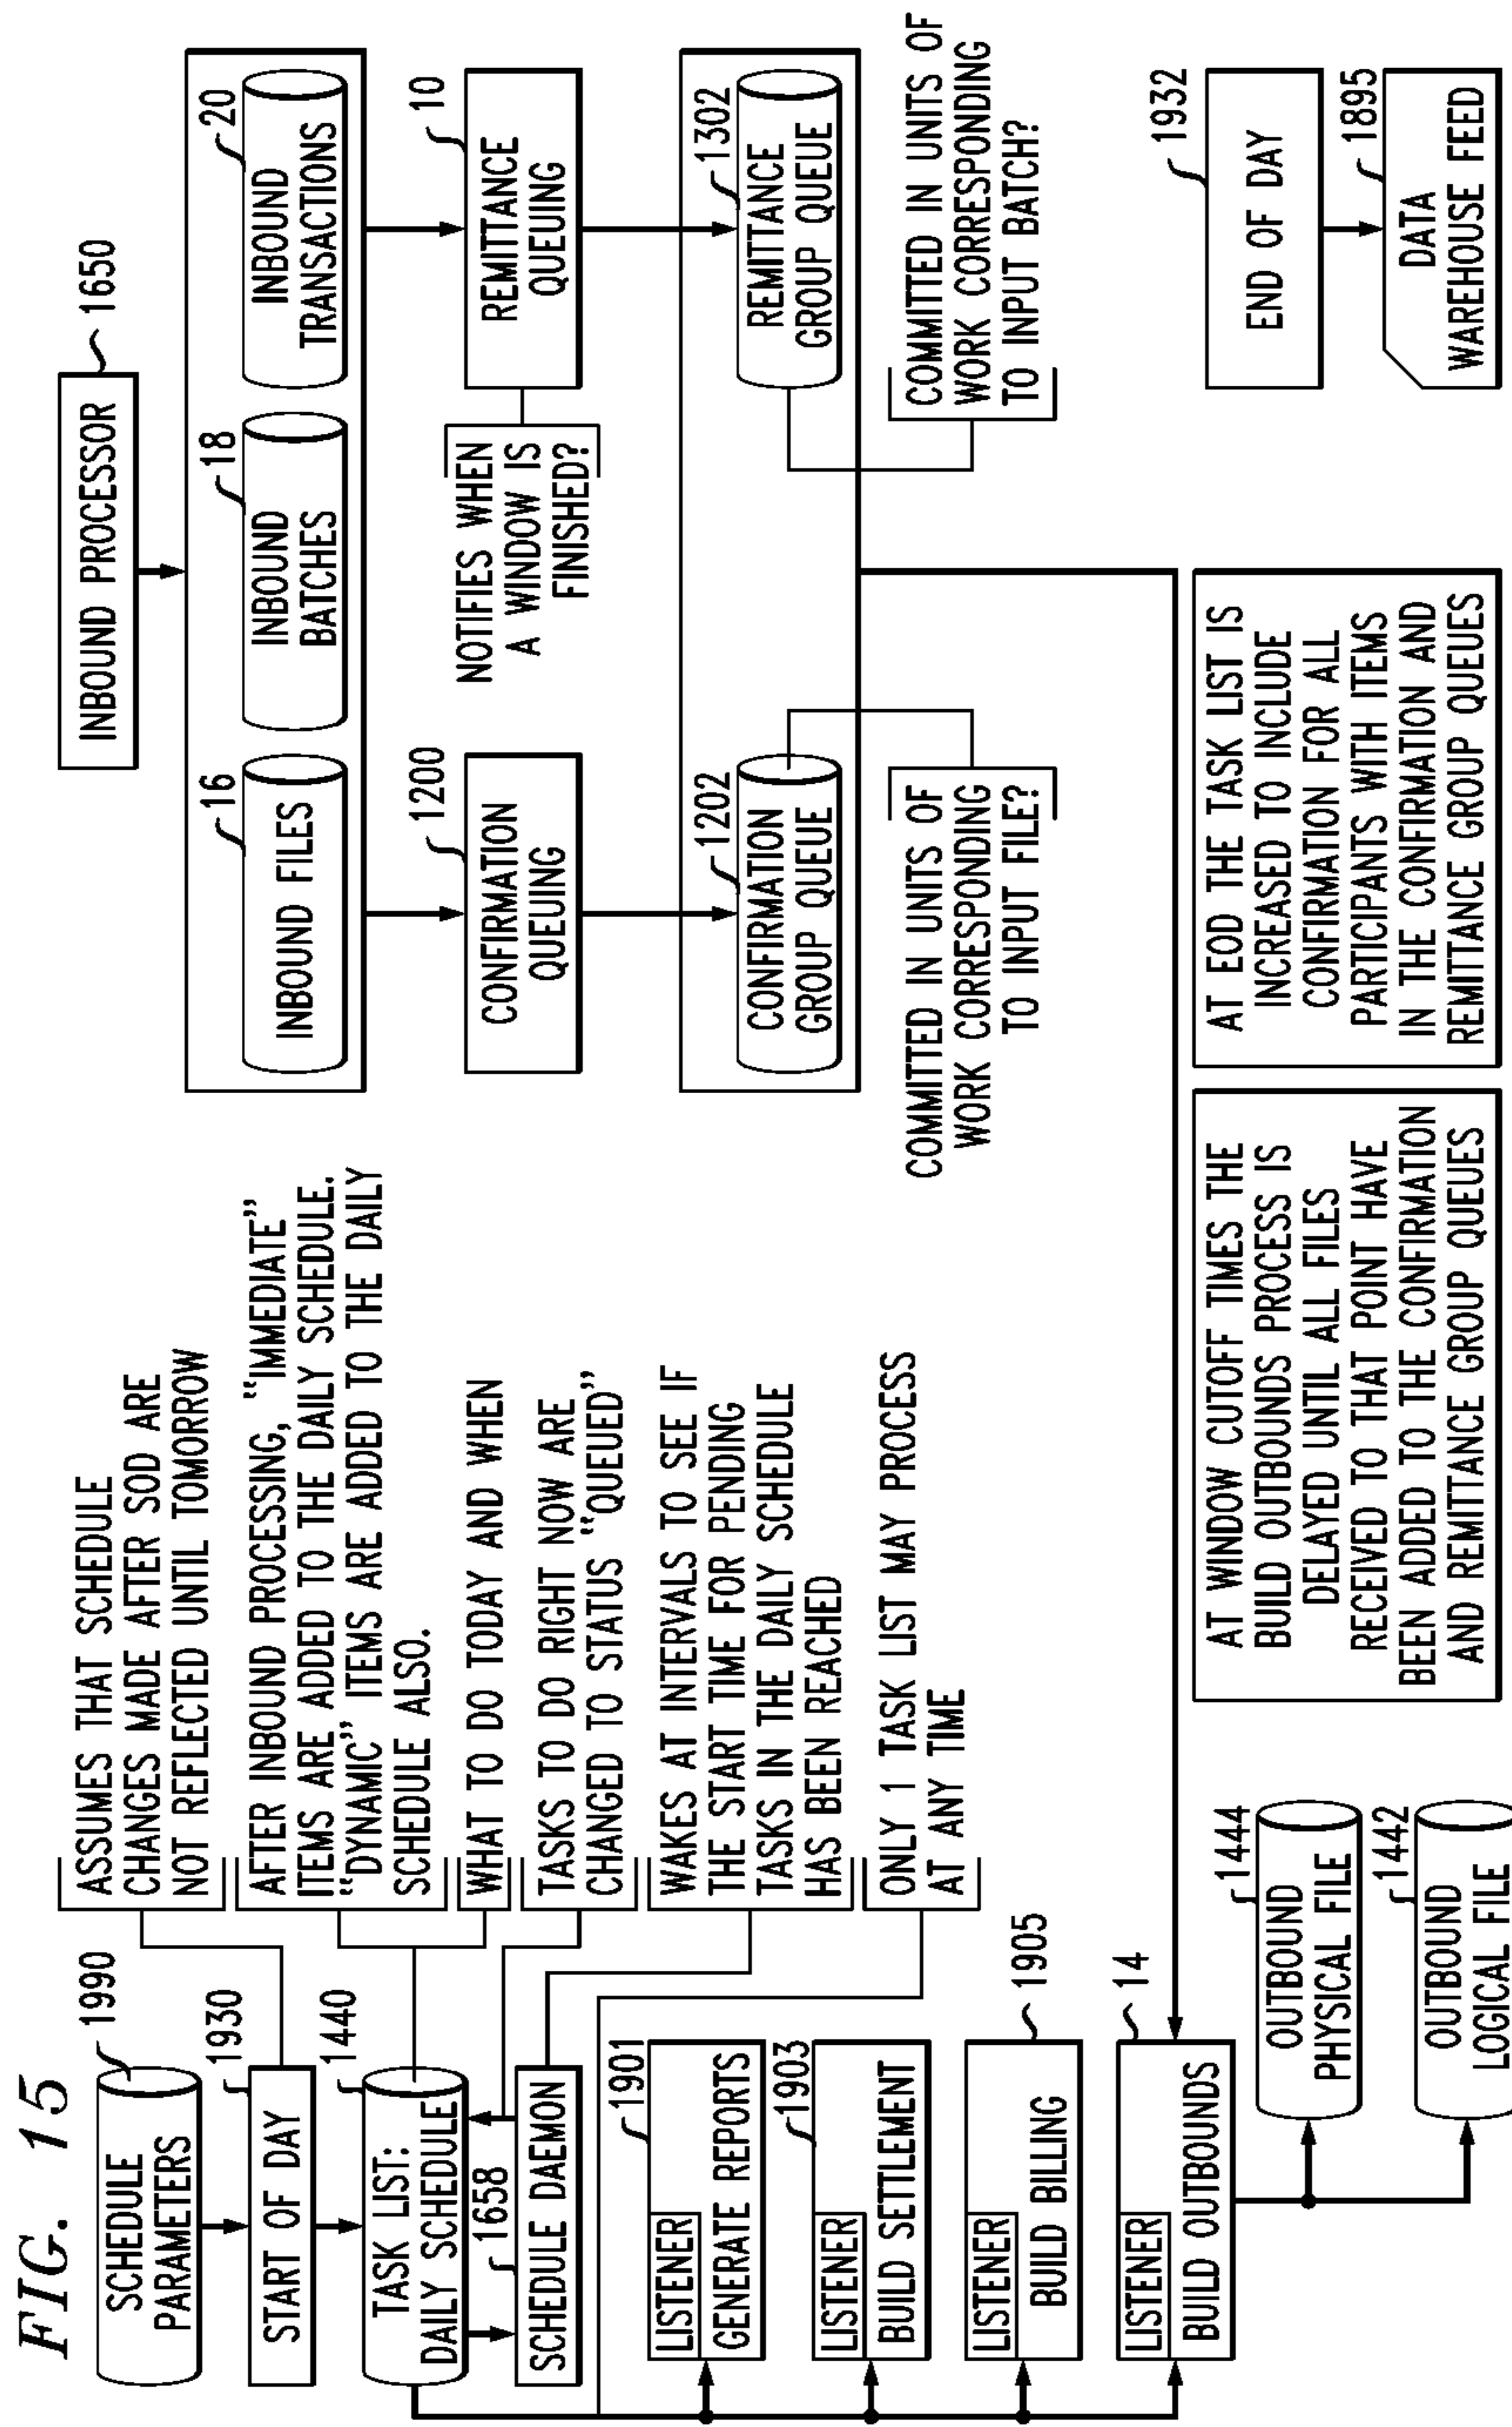 FIG. 15
SCHEDULE
PARAMETERS
1990
START OF DAY
1930
TASK LIST:
DAILY SCHEDULE
1440
1658
SCHEDULE DAEMON
ASSUMES THAT SCHEDULE
CHANGES MADE AFTER SOD ARE
NOT REFLECTED UNTIL TOMORROW
AFTER INBOUND PROCESSING, “IMMEDIATE”
ITEMS ARE ADDED TO THE DAILY SCHEDULE.
“DYNAMIC” ITEMS ARE ADDED TO THE DAILY
SCHEDULE ALSO.
WHAT TO DO TODAY AND WHEN
TASKS TO DO RIGHT NOW ARE
CHANGED TO STATUS “QUEUED”
WAKES AT INTERVALS TO SEE IF
THE START TIME FOR PENDING
TASKS IN THE DAILY SCHEDULE
HAS BEEN REACHED
ONLY 1 TASK LIST MAY PROCESS
AT ANY TIME
LISTENER
GENERATE REPORTS
1901
LISTENER
BUILD SETTLEMENT
1903
LISTENER
BUILD BILLING
1905
LISTENER
BUILD OUTBOUNDS
14
OUTBOUND
PHYSICAL FILE
1444
OUTBOUND
LOGICAL FILE
1442
INBOUND PROCESSOR
1650
INBOUND FILES
16
INBOUND
BATCHES
18
INBOUND
TRANSACTIONS
20
CONFIRMATION
QUEUING
1200
NOTIFIES WHEN
A WINDOW IS
FINISHED?
REMITTANCE
QUEUING
10
CONFIRMATION
GROUP QUEUE
1202
REMITTANCE
GROUP QUEUE
1302
COMMITTED IN UNITS OF
WORK CORRESPONDING
TO INPUT FILE?
COMMITTED IN UNITS OF
WORK CORRESPONDING
TO INPUT BATCH?
AT WINDOW CUTOFF TIMES THE
BUILD OUTBOUNDS PROCESS IS
DELAYED UNTIL ALL FILES
RECEIVED TO THAT POINT HAVE
BEEN ADDED TO THE CONFIRMATION
AND REMITTANCE GROUP QUEUES
AT EOD THE TASK LIST IS
INCREASED TO INCLUDE
CONFIRMATION FOR ALL
PARTICIPANTS WITH ITEMS
IN THE CONFIRMATION AND
REMITTANCE GROUP QUEUES
END OF DAY
1932
DATA
WAREHOUSE FEED
1895